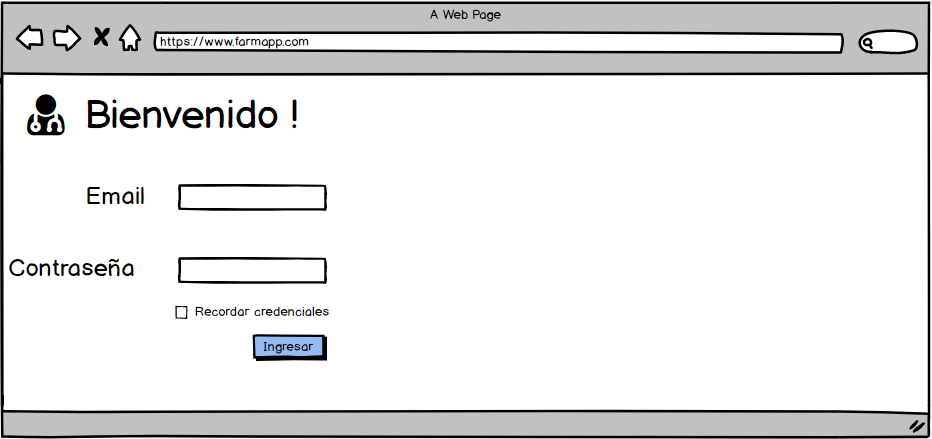 A Web Page
https://www.farmapp.com
Bienvenido !
Email
Contraseña
Recordar credenciales
Ingresar